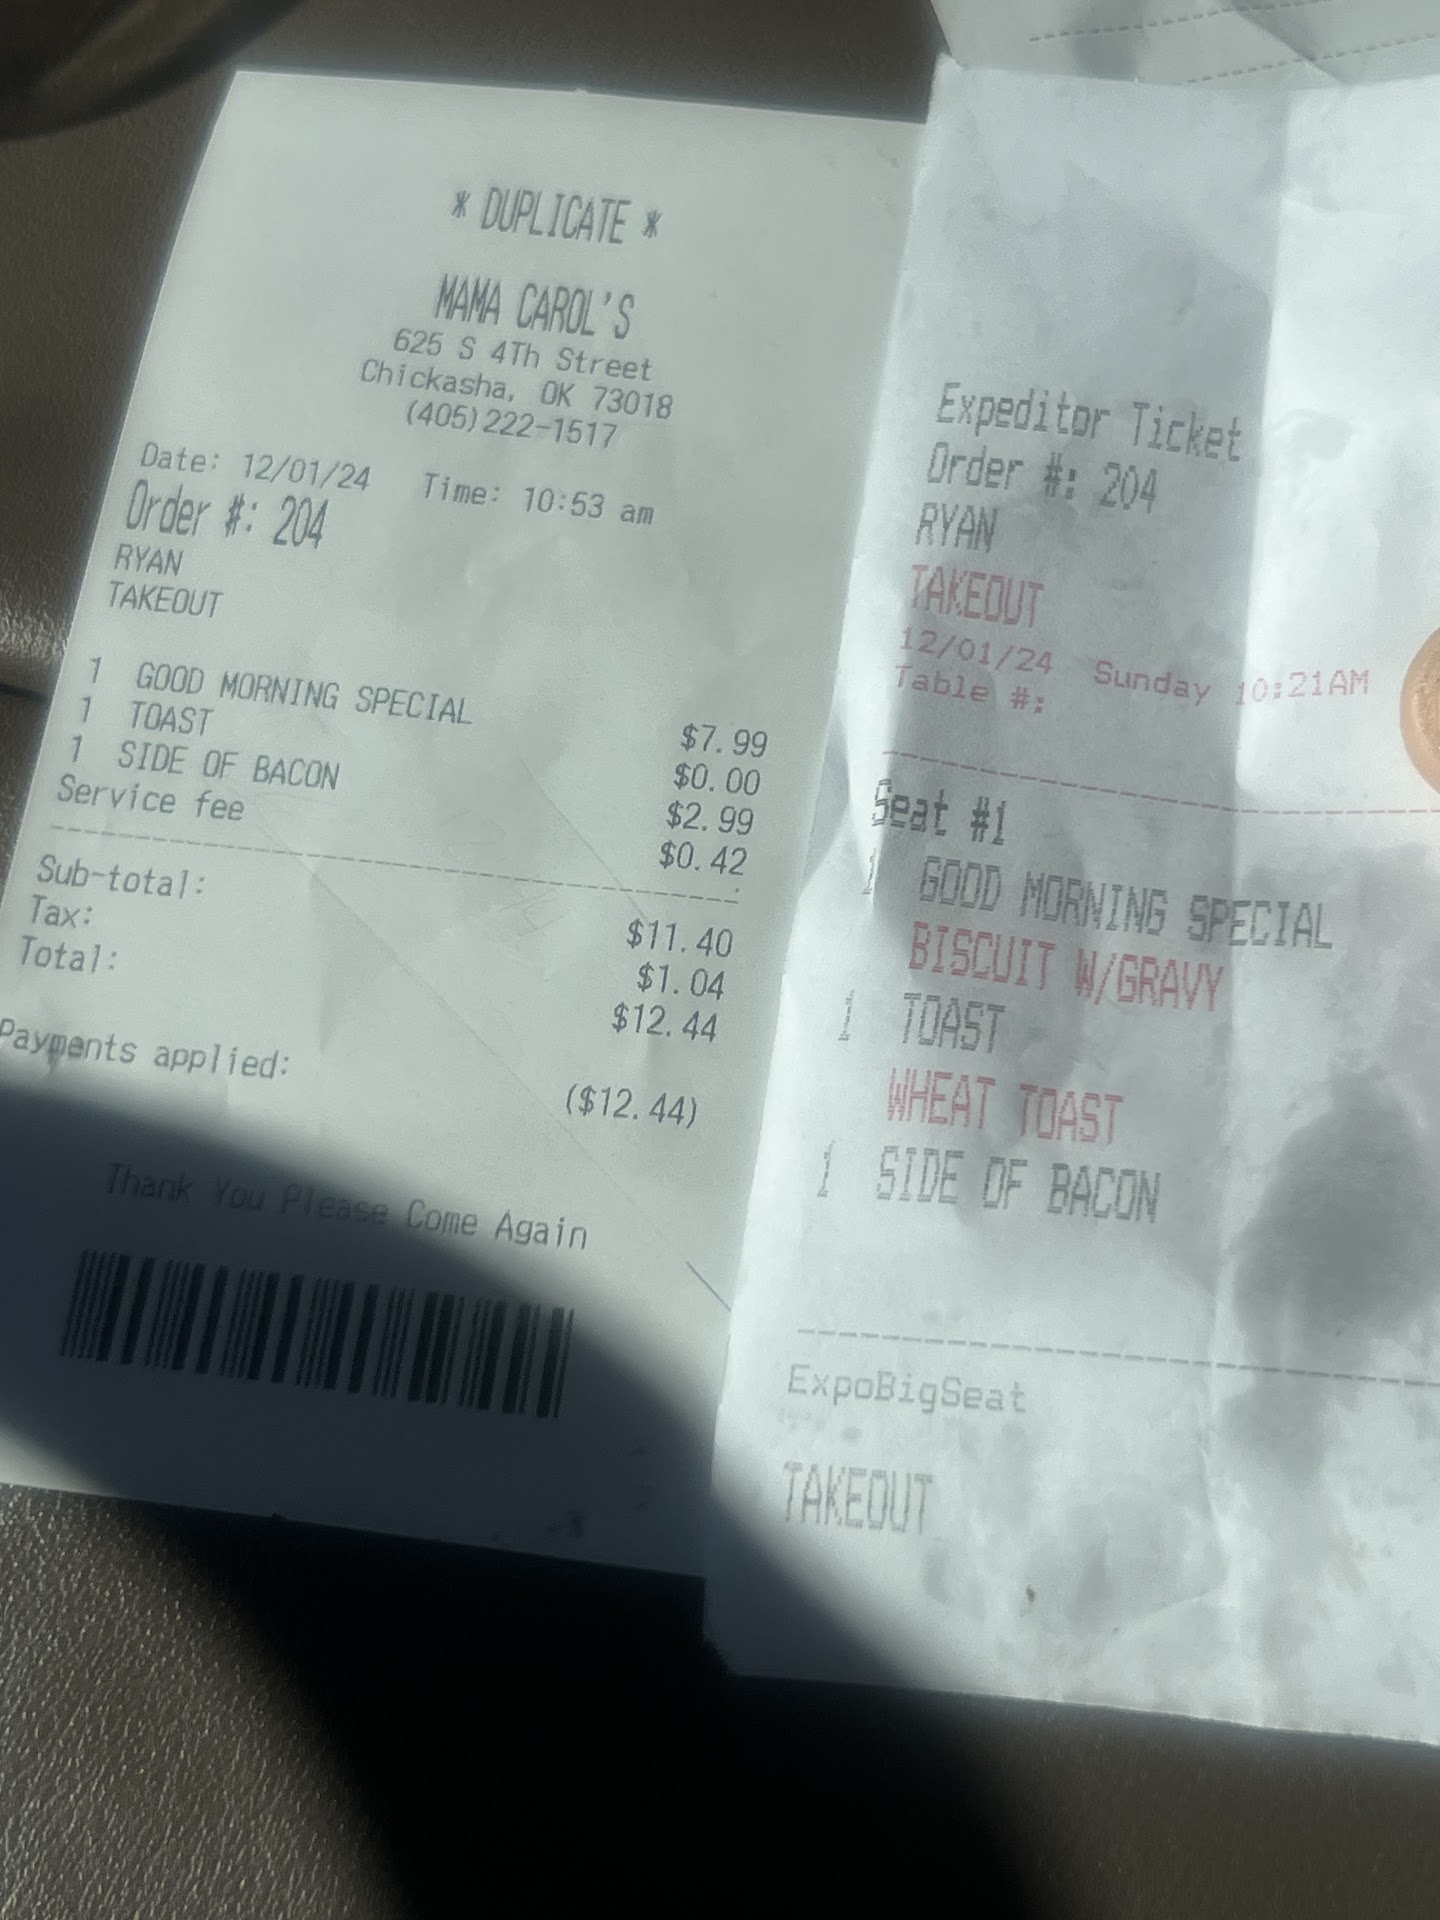 * DUPLICATE *
MAMA CAROL'S
625 S 4Th Street
Chickasha, OK 73018
(405)222-1517
Date: 12/01/24 Time: 10:53 am
Order #: 204
RYAN
TAKEOUT
1 GOOD MORNING SPECIAL $7.99
1 TOAST $0.00
1 SIDE OF BACON $2.99
Service fee $0.42
Sub-total: $11.40
Tax: $1.04
Total: $12.44
Payments applied: ($12.44)
Thank You Please Come Again
Expeditor Ticket
Order #: 204
RYAN
TAKEOUT
12/01/24 Sunday 10:21AM
Table #:
Seat #1
1 GOOD MORNING SPECIAL
BISCUIT W/GRAVY
1 TOAST
WHEAT TOAST
1 SIDE OF BACON
ExpoBigSeat
TAKEOUT